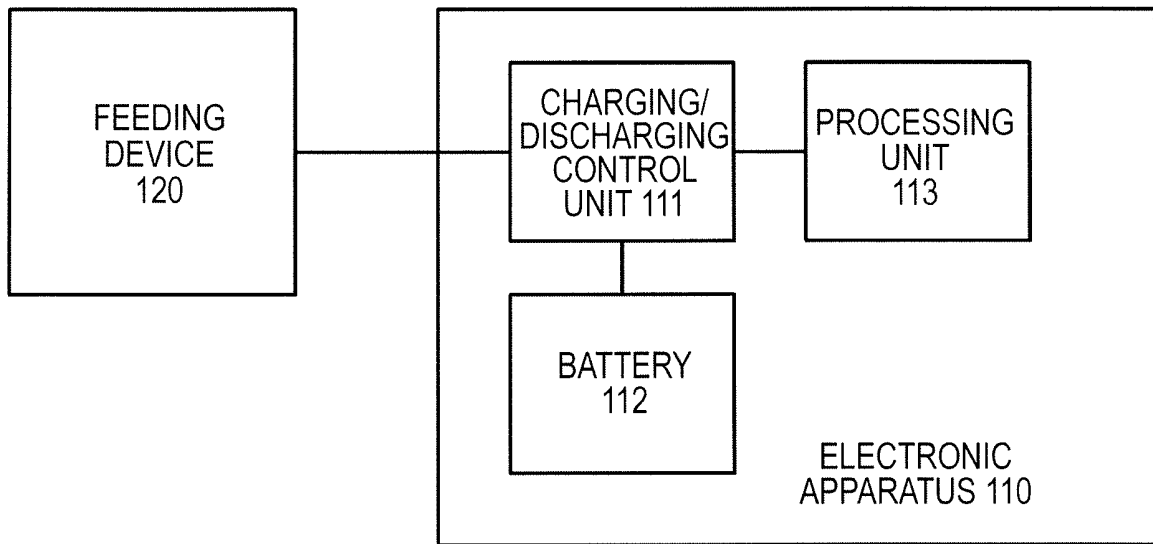 FEEDING
DEVICE
120
CHARGING/
DISCHARGING
CONTROL
UNIT 111
PROCESSING
UNIT
113
BATTERY
112
ELECTRONIC
APPARATUS 110